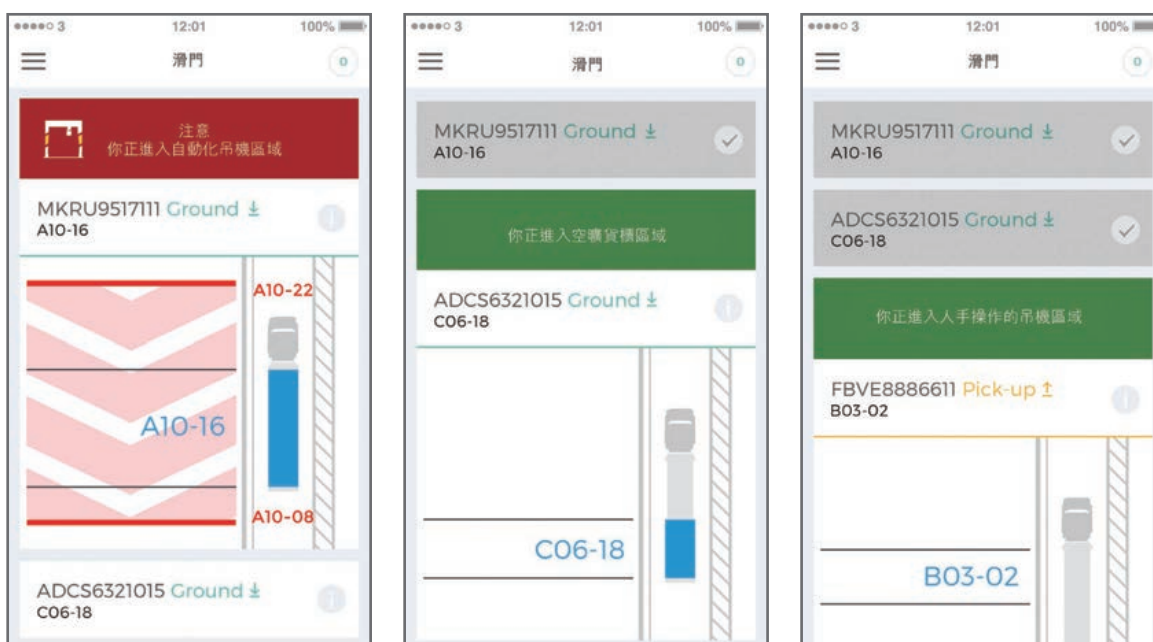 3 12:01 100%
滑門
0
注意
你正進入自動化吊機區域
MKRU9517111 Ground
A10-16
A10-22
A10-16
A10-08
ADCS6321015 Ground
C06-18
3 12:01 100%
滑門
0
MKRU9517111 Ground
A10-16
你正進入空曠貨櫃區域
ADCS6321015 Ground
C06-18
C06-18
3 12:01 100%
滑門
0
MKRU9517111 Ground
A10-16
ADCS6321015 Ground
C06-18
你正進入人手操作的吊機區域
FBVE8886611 Pick-up
B03-02
B03-02